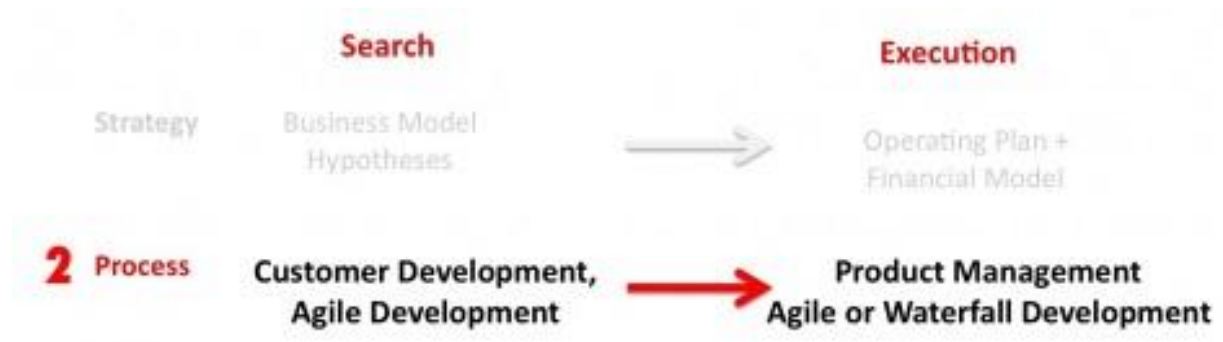 Search
Execution
Strategy
Business Model
Hypotheses
Operating Plan +
Financial Model
2 Process
Customer Development,
Agile Development
Product Management
Agile or Waterfall Development